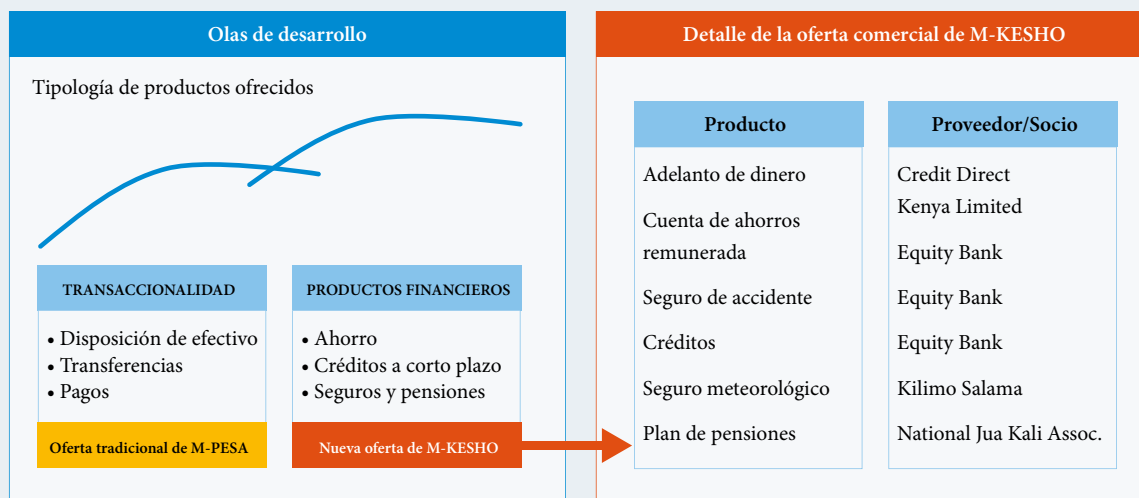 Olas de desarrollo
Tipología de productos ofrecidos
TRANSACCIONALIDAD
• Disposición de efectivo
• Transferencias
• Pagos
Oferta tradicional de M-PESA
PRODUCTOS FINANCIEROS
• Ahorro
• Créditos a corto plazo
• Seguros y pensiones
Nueva oferta de M-KESHO
Detalle de la oferta comercial de M-KESHO
Producto
Adelanto de dinero
Cuenta de ahorros
remunerada
Seguro de accidente
Créditos
Seguro meteorológico
Plan de pensiones
Proveedor/Socio
Credit Direct
Kenya Limited
Equity Bank
Equity Bank
Equity Bank
Kilimo Salama
National Jua Kali Assoc.